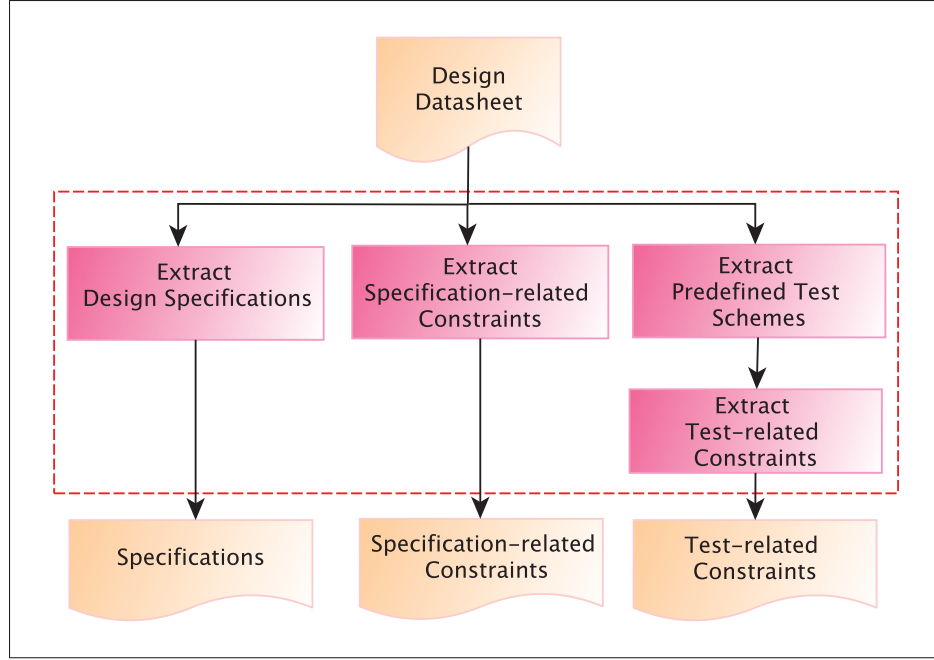 Design
Datasheet
Extract
Design Specifications
Extract
Specification-related
Constraints
Extract
Predefined Test
Schemes
Extract
Test-related
Constraints
Specifications
Specification-related
Constraints
Test-related
Constraints